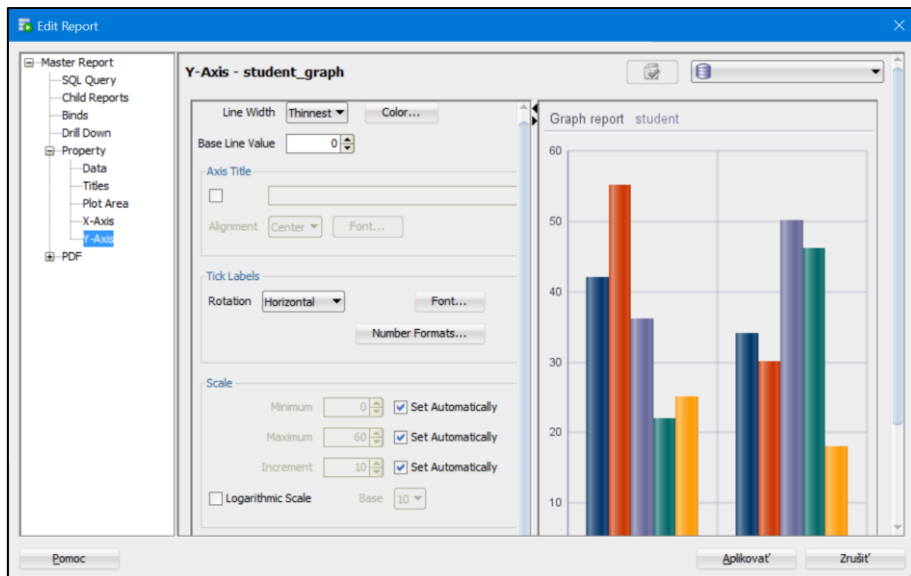 Edit Report
Master Report
SQL Query
Child Reports
Binds
Drill Down
Property
Data
Titles
Plot Area
X-Axis
Y-Axis
PDF
Y-Axis - student_graph
Line Width Thinnest Color...
Base Line Value 0
Axis Title
Alignment Center Font...
Tick Labels
Rotation Horizontal Font...
Number Formats...
Scale
Minimum 0 Set Automatically
Maximum 60 Set Automatically
Increment 10 Set Automatically
Logarithmic Scale Base 10
Graph report student
60
50
40
30
20
10
Pomoc
Aplikovať Zrušiť